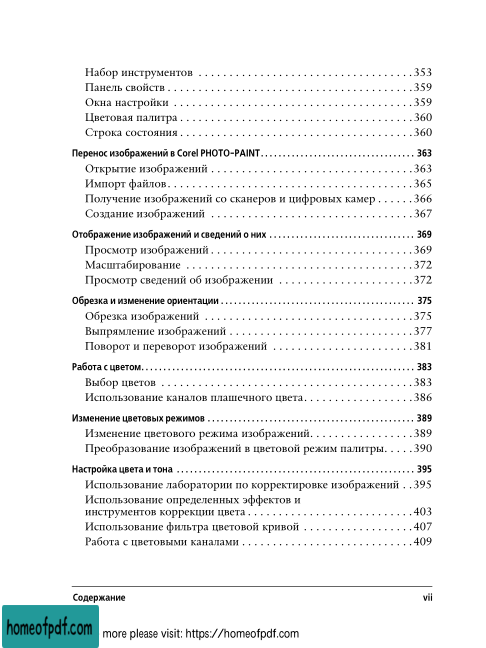 Набор инструментов . . . . . . . . . . . . . . . . . . . . . . . . . . . . . . . . . . . 353
Панель свойств . . . . . . . . . . . . . . . . . . . . . . . . . . . . . . . . . . . . . . . 359
Окна настройки . . . . . . . . . . . . . . . . . . . . . . . . . . . . . . . . . . . . . . 359
Цветовая палитра . . . . . . . . . . . . . . . . . . . . . . . . . . . . . . . . . . . . . 360
Строка состояния . . . . . . . . . . . . . . . . . . . . . . . . . . . . . . . . . . . . . 360
Перенос изображений в Corel PHOTO-PAINT . . . . . . . . . . . . . . . . . . . . . . . . . . . . . . . . . . . 363
Открытие изображений . . . . . . . . . . . . . . . . . . . . . . . . . . . . . . . . 363
Импорт файлов . . . . . . . . . . . . . . . . . . . . . . . . . . . . . . . . . . . . . . . 365
Получение изображений со сканеров и цифровых камер . . . . . . 366
Создание изображений . . . . . . . . . . . . . . . . . . . . . . . . . . . . . . . . 367
Отображение изображений и сведений о них . . . . . . . . . . . . . . . . . . . . . . . . . . . . . . . . . 369
Просмотр изображений . . . . . . . . . . . . . . . . . . . . . . . . . . . . . . . . 369
Масштабирование . . . . . . . . . . . . . . . . . . . . . . . . . . . . . . . . . . . . 372
Просмотр сведений об изображении . . . . . . . . . . . . . . . . . . . . . 372
Обрезка и изменение ориентации . . . . . . . . . . . . . . . . . . . . . . . . . . . . . . . . . . . . . . . . . . . . 375
Обрезка изображений . . . . . . . . . . . . . . . . . . . . . . . . . . . . . . . . . 375
Выпрямление изображений . . . . . . . . . . . . . . . . . . . . . . . . . . . . . 377
Поворот и переворот изображений . . . . . . . . . . . . . . . . . . . . . . 381
Работа с цветом . . . . . . . . . . . . . . . . . . . . . . . . . . . . . . . . . . . . . . . . . . . . . . . . . . . . . . . . . . . . . 383
Выбор цветов . . . . . . . . . . . . . . . . . . . . . . . . . . . . . . . . . . . . . . . . 383
Использование каналов плашечного цвета . . . . . . . . . . . . . . . . . 386
Изменение цветовых режимов . . . . . . . . . . . . . . . . . . . . . . . . . . . . . . . . . . . . . . . . . . . . . . . 389
Изменение цветового режима изображений . . . . . . . . . . . . . . . . 389
Преобразование изображений в цветовой режим палитры . . . . . 390
Настройка цвета и тона . . . . . . . . . . . . . . . . . . . . . . . . . . . . . . . . . . . . . . . . . . . . . . . . . . . . . 395
Использование лаборатории по корректировке изображений . . 395
Использование определенных эффектов и
инструментов коррекции цвета . . . . . . . . . . . . . . . . . . . . . . . . . . 403
Использование фильтра цветовой кривой . . . . . . . . . . . . . . . . . 407
Работа с цветовыми каналами . . . . . . . . . . . . . . . . . . . . . . . . . . . 409
Содержание vii
homeofpdf.com more please visit: https://homeofpdf.com